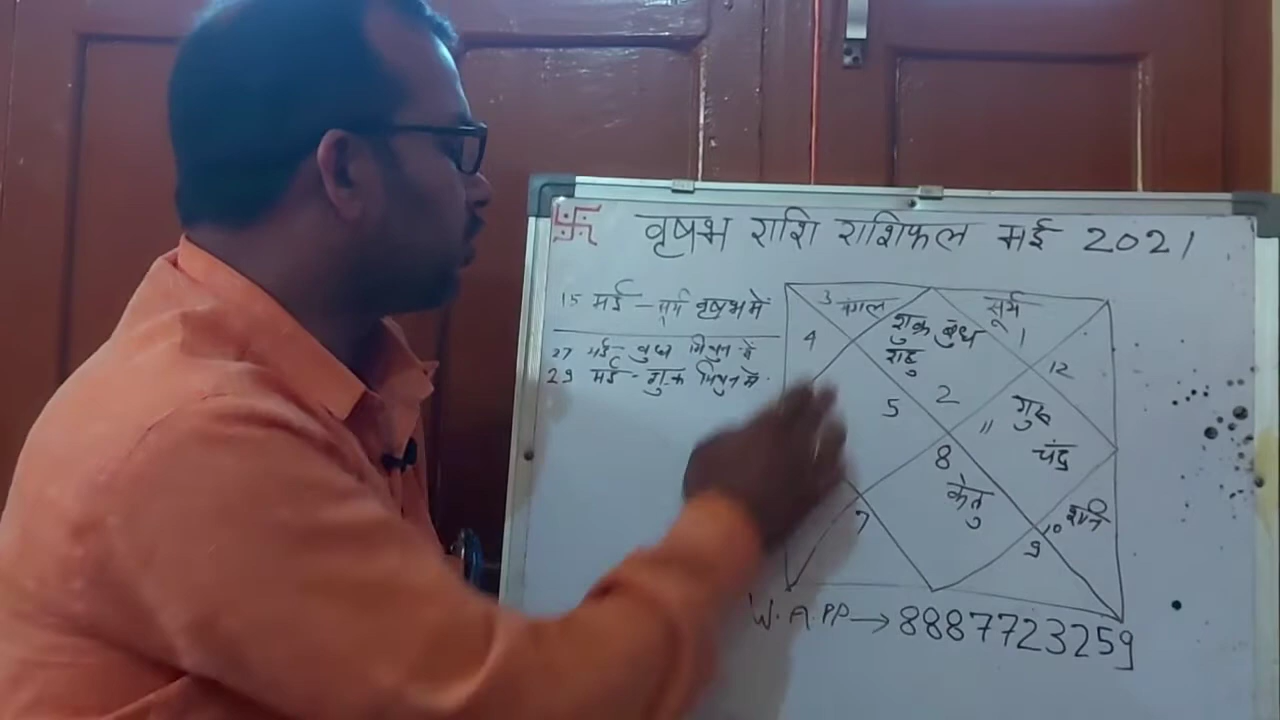 वृषभ राशि राशिफल मई 2021
15 मई - सूर्य वृषभ में
27 मई - बुध मिथुन में
29 मई - शुक्र मिथुन में
3 मंगल
सूर्य
1
4
शुक्र बुध
राहु
2
12
5
11 गुरु
चंद्र
8
केतु
7
10 शनि
9
W.A.PP → 8887723259